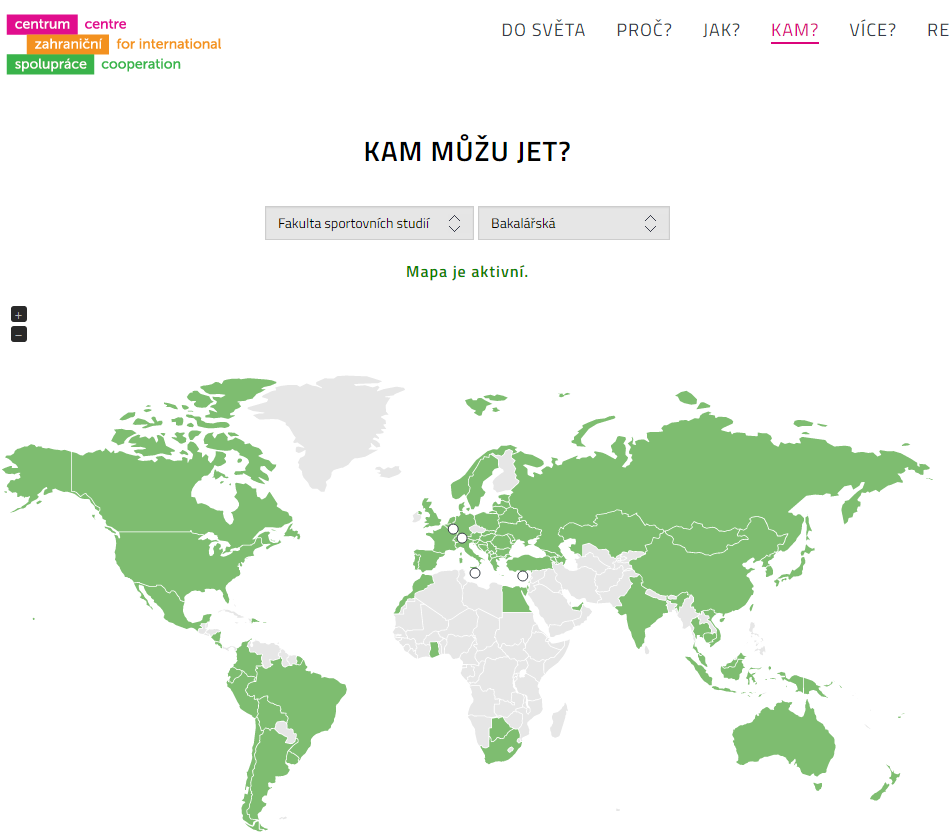 centrum centre
zahraniční for international
spolupráce cooperation
DO SVĚTA PROČ? JAK? KAM? VÍCE? RE
KAM MŮŽU JET?
Fakulta sportovních studií Bakalářská
Mapa je aktivní.
+
−